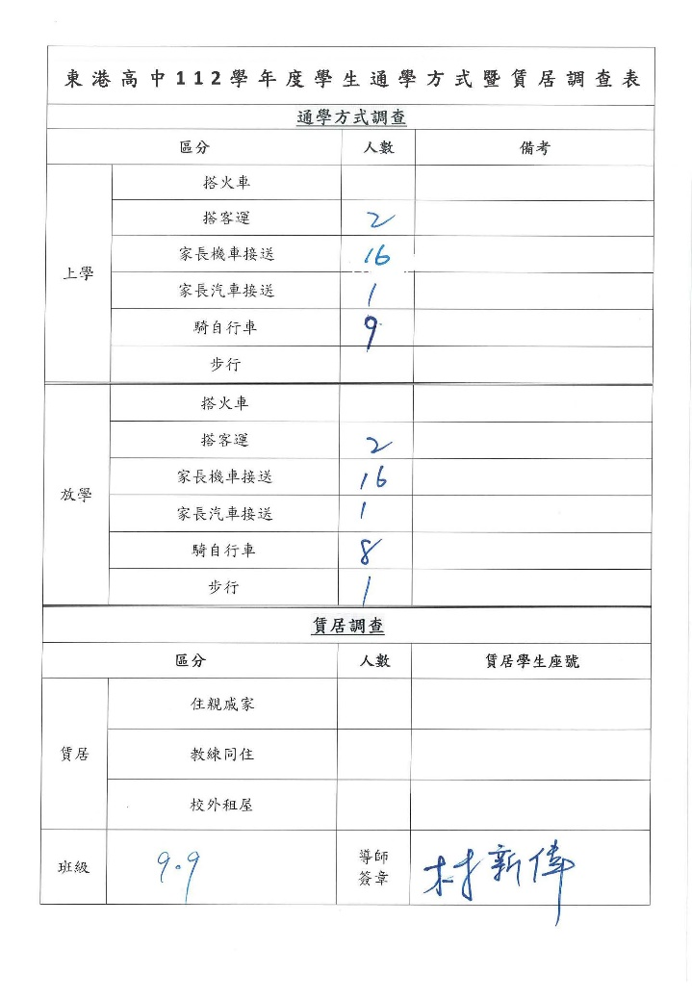 東港高中112學年度學生通學方式暨賃居調查表
通學方式調查
區分 人數 備考
上學
搭火車
搭客運 2
家長機車接送 16
家長汽車接送 1
騎自行車 9
步行
放學
搭火車
搭客運 2
家長機車接送 16
家長汽車接送 1
騎自行車 8
步行 1
賃居調查
區分 人數 賃居學生座號
賃居
住親戚家
教練同住
校外租屋
班級 9.9 導師簽章 村新偉